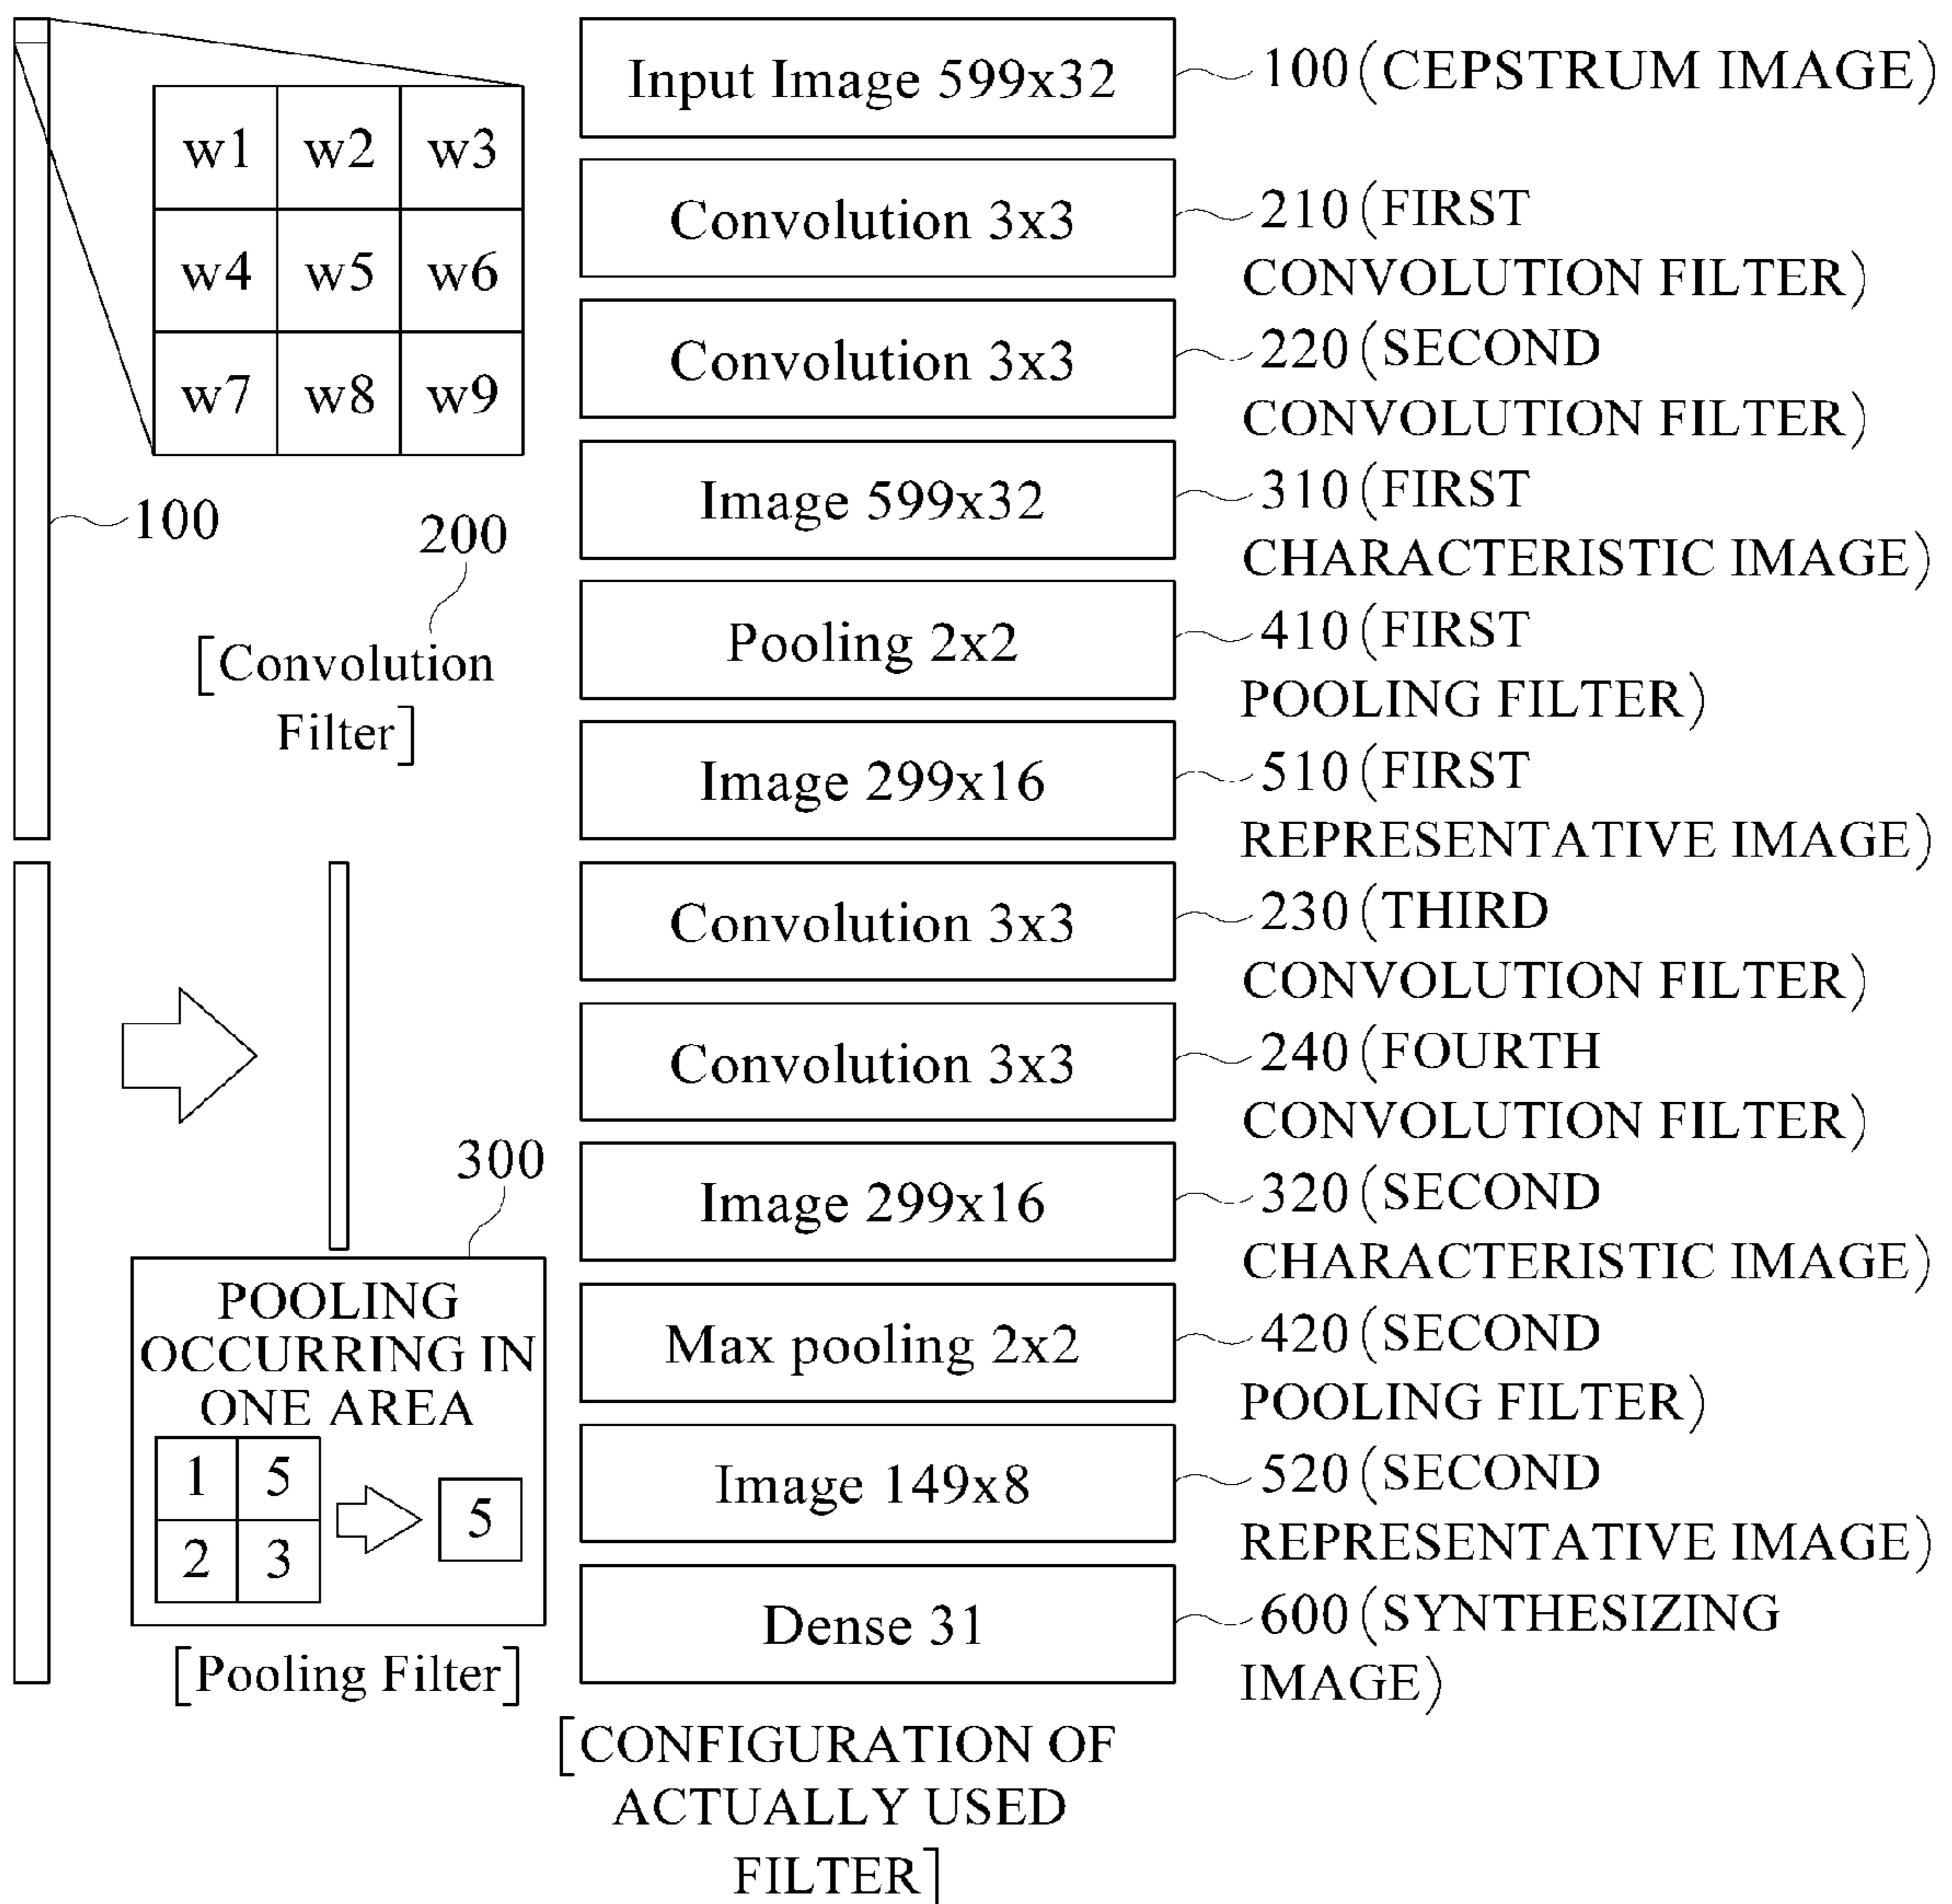 w1 w2 w3
w4 w5 w6
w7 w8 w9
100
200
[Convolution
Filter]
300
POOLING
OCCURRING IN
ONE AREA
1 5
2 3
5
[Pooling Filter]
Input Image 599x32
100(CEPSTRUM IMAGE)
Convolution 3x3
210(FIRST
CONVOLUTION FILTER)
Convolution 3x3
220(SECOND
CONVOLUTION FILTER)
Image 599x32
310(FIRST
CHARACTERISTIC IMAGE)
Pooling 2x2
410(FIRST
POOLING FILTER)
Image 299x16
510(FIRST
REPRESENTATIVE IMAGE)
Convolution 3x3
230(THIRD
CONVOLUTION FILTER)
Convolution 3x3
240(FOURTH
CONVOLUTION FILTER)
Image 299x16
320(SECOND
CHARACTERISTIC IMAGE)
Max pooling 2x2
420(SECOND
POOLING FILTER)
Image 149x8
520(SECOND
REPRESENTATIVE IMAGE)
Dense 31
600(SYNTHESIZING
IMAGE)
[CONFIGURATION OF
ACTUALLY USED
FILTER]